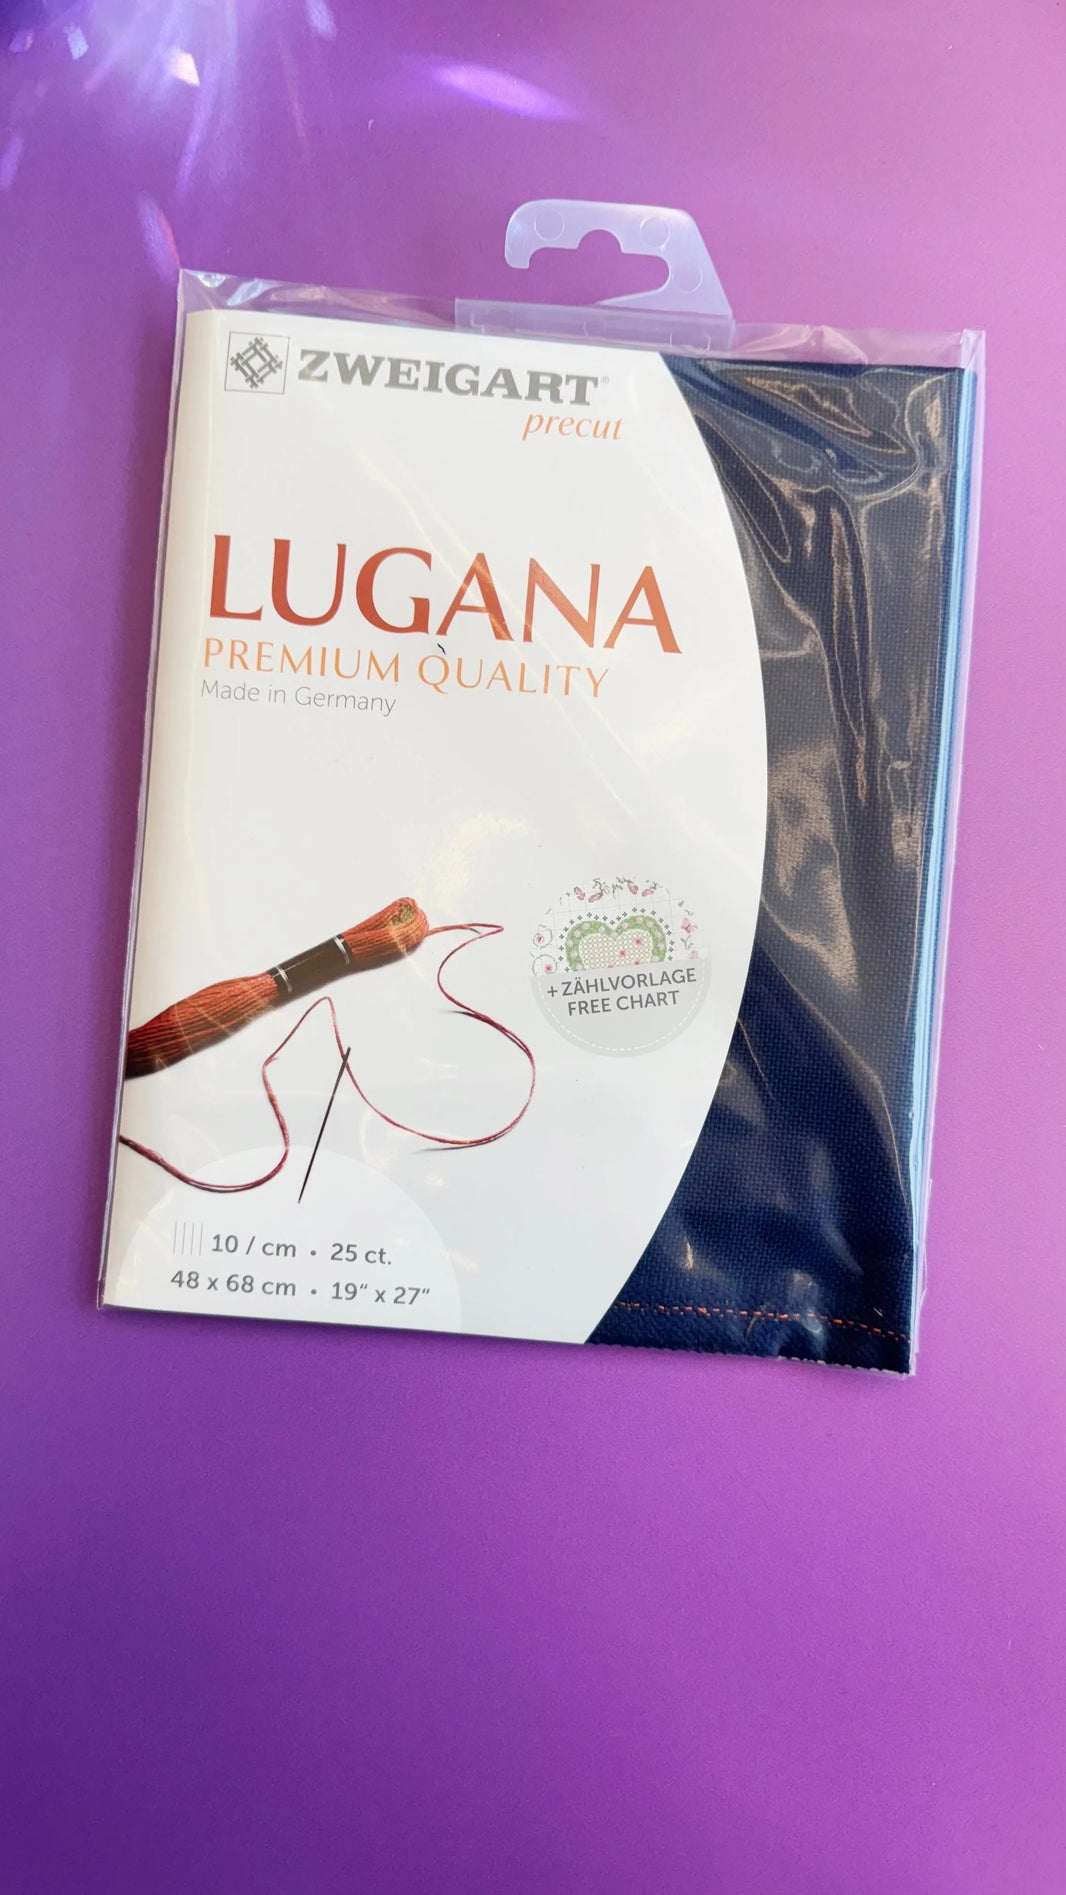 ZWEIGART®
precut
LUGANA
PREMIUM QUALITY
Made in Germany
+ ZÄHLVORLAGE
FREE CHART
10 / cm • 25 ct.
48 x 68 cm • 19“ x 27“